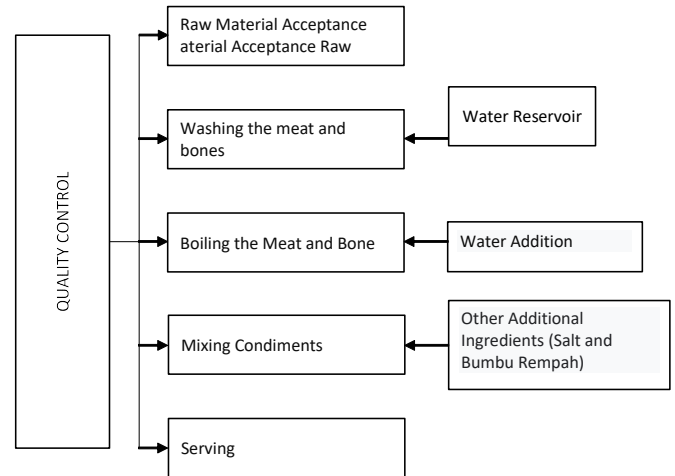 QUALITY CONTROL
Raw Material Acceptance
aterial Acceptance Raw
Washing the meat and
bones
Water Reservoir
Boiling the Meat and Bone
Water Addition
Mixing Condiments
Other Additional
Ingredients (Salt and
Bumbu Rempah)
Serving